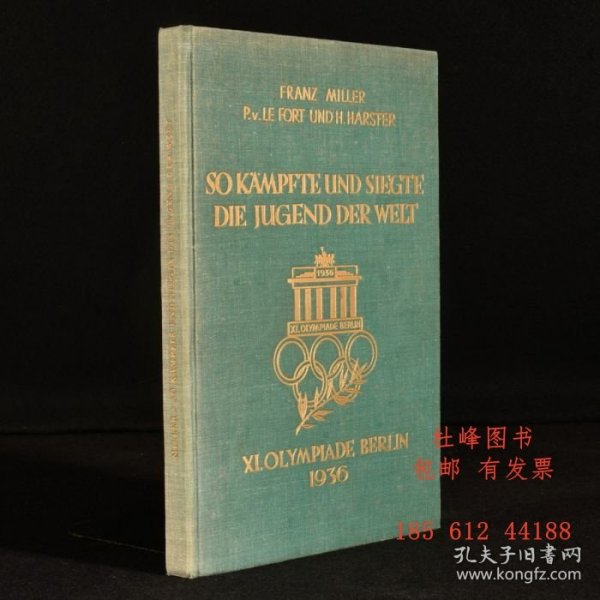 FRANZ MILLER
P.v. LE FORT UND H. HARSTER
SO KÄMPFTE UND SIEGTE
DIE JUGEND DER WELT
1936
XI. OLYMPIADE BERLIN
XI. OLYMPIADE BERLIN
1936
杜峰图书
包邮 有发票
185 612 44188
孔夫子旧书网
www.kongfz.com